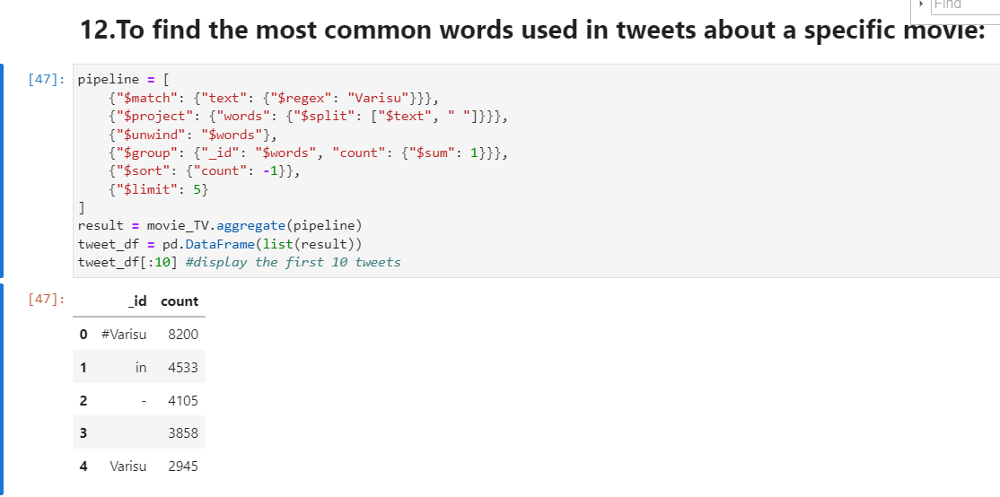 Find
12.To find the most common words used in tweets about a specific movie:
[47]: pipeline = [
    {"$match": {"text": {"$regex": "Varisu"}}},
    {"$project": {"words": {"$split": ["$text", " "]}}},
    {"$unwind": "$words"},
    {"$group": {"_id": "$words", "count": {"$sum": 1}}},
    {"$sort": {"count": -1}},
    {"$limit": 5}
]
result = movie_TV.aggregate(pipeline)
tweet_df = pd.DataFrame(list(result))
tweet_df[:10] #display the first 10 tweets
[47]: _id count
0 #Varisu 8200
1 in 4533
2 - 4105
3 3858
4 Varisu 2945